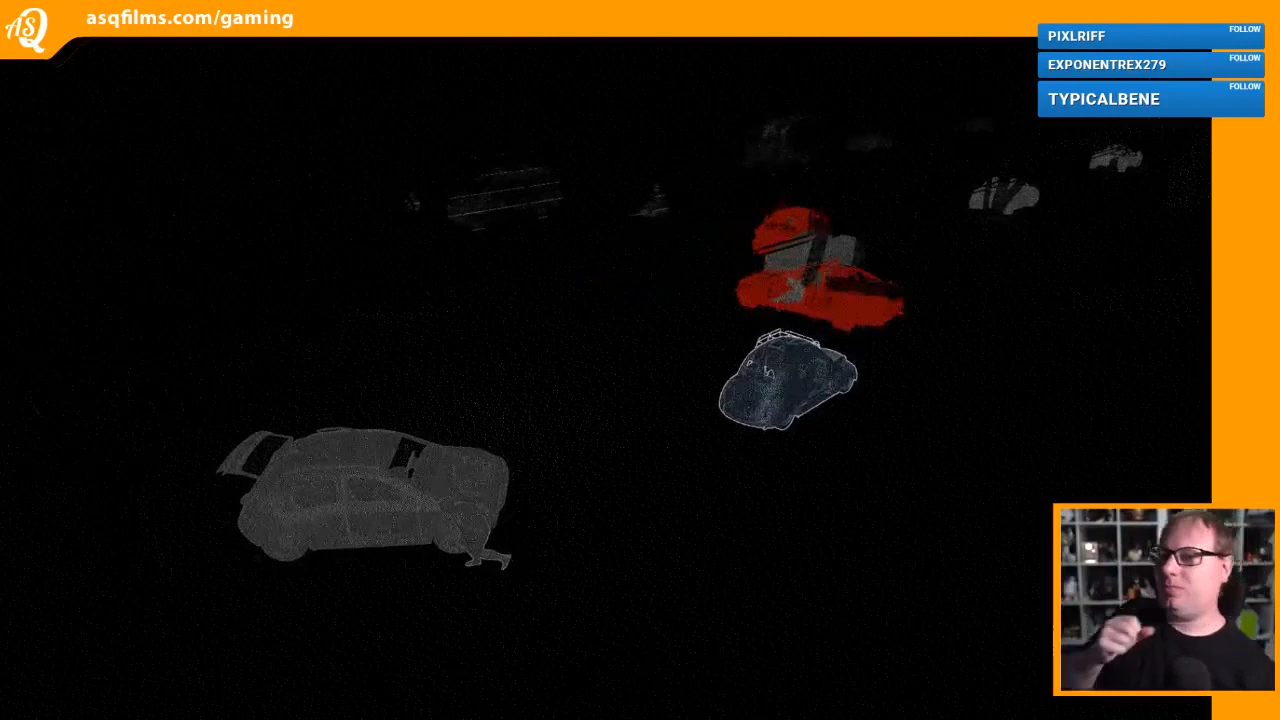 ASQ
asqfilms.com/gaming
PIXLRIFF
FOLLOW
EXPONENTREX279
FOLLOW
TYPICALBENE
FOLLOW